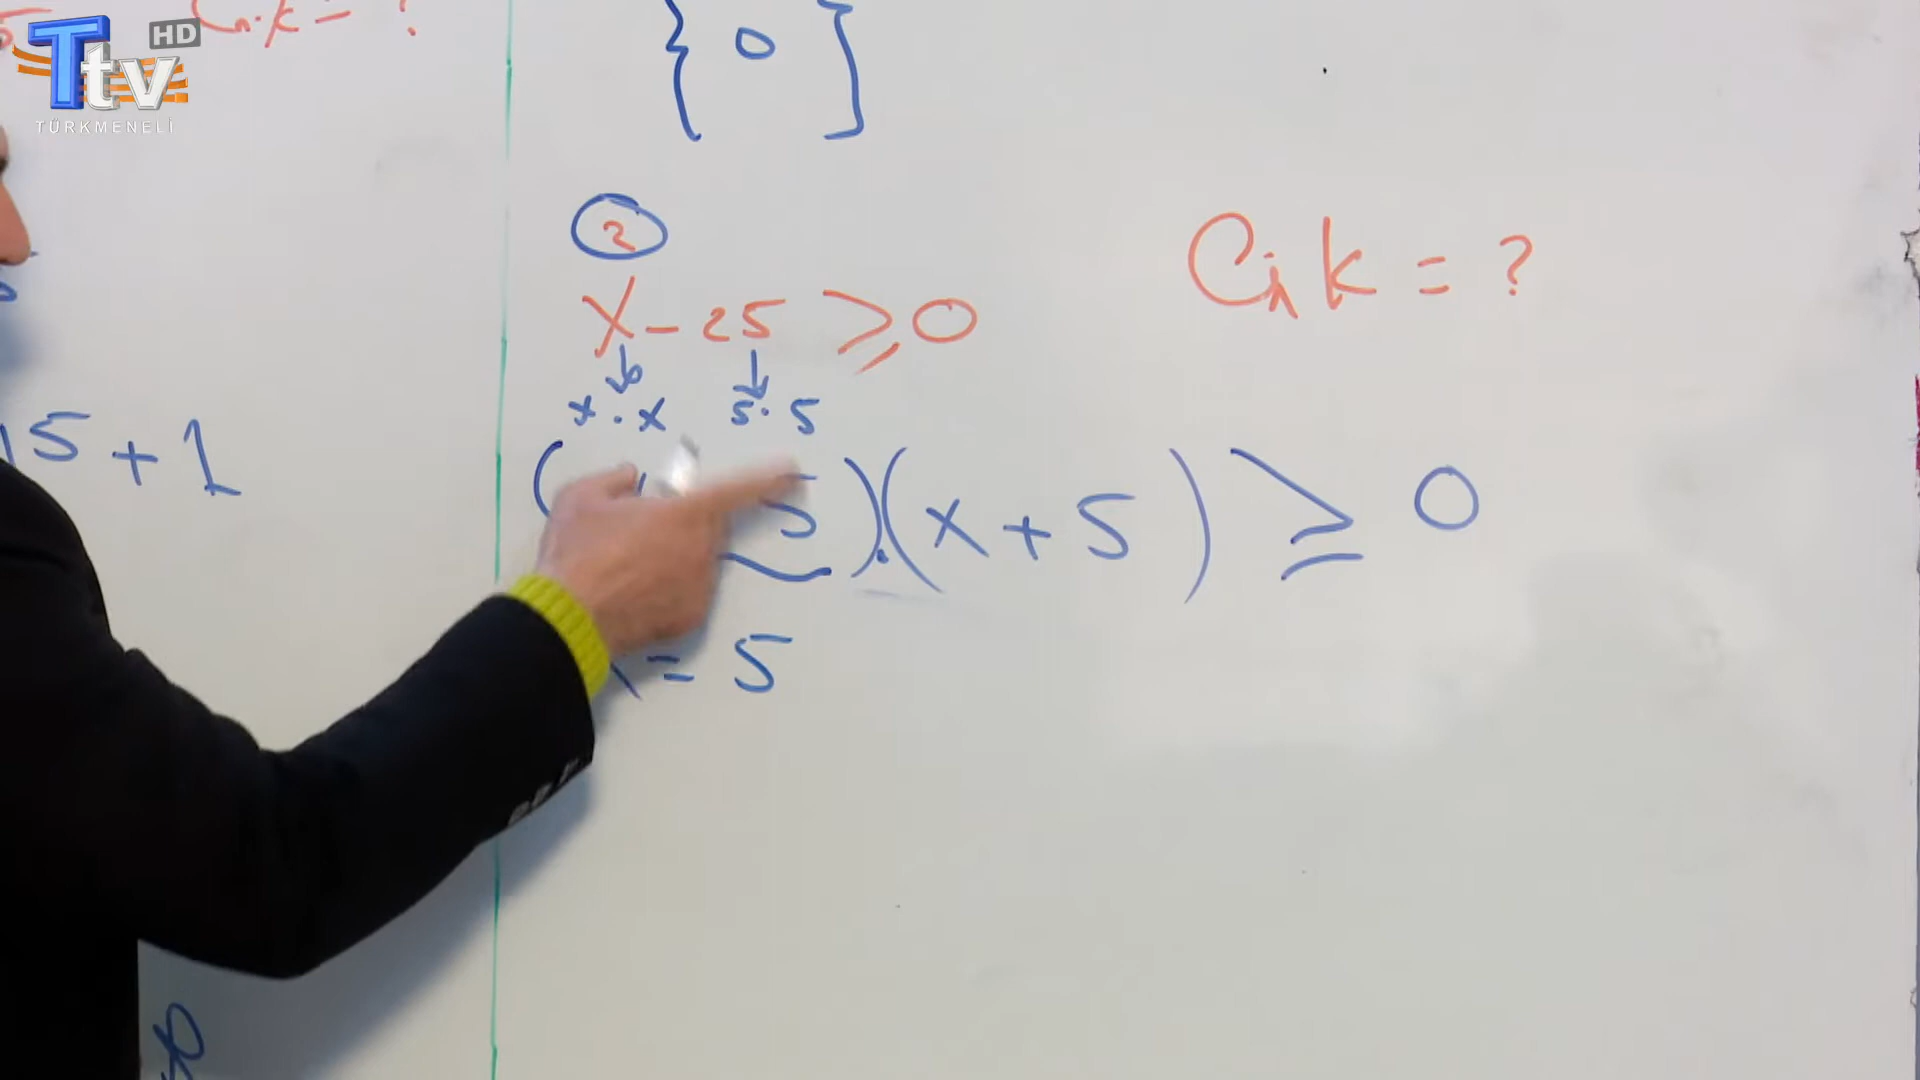 HD
Ttv
TÜRKMENELİ
Ç.k = ?
{ 0 }
2
Ç.k = ?
x - 25 ≥ 0
x . x 5 . 5
5).(x + 5) ≥ 0
= 5
15 + 1